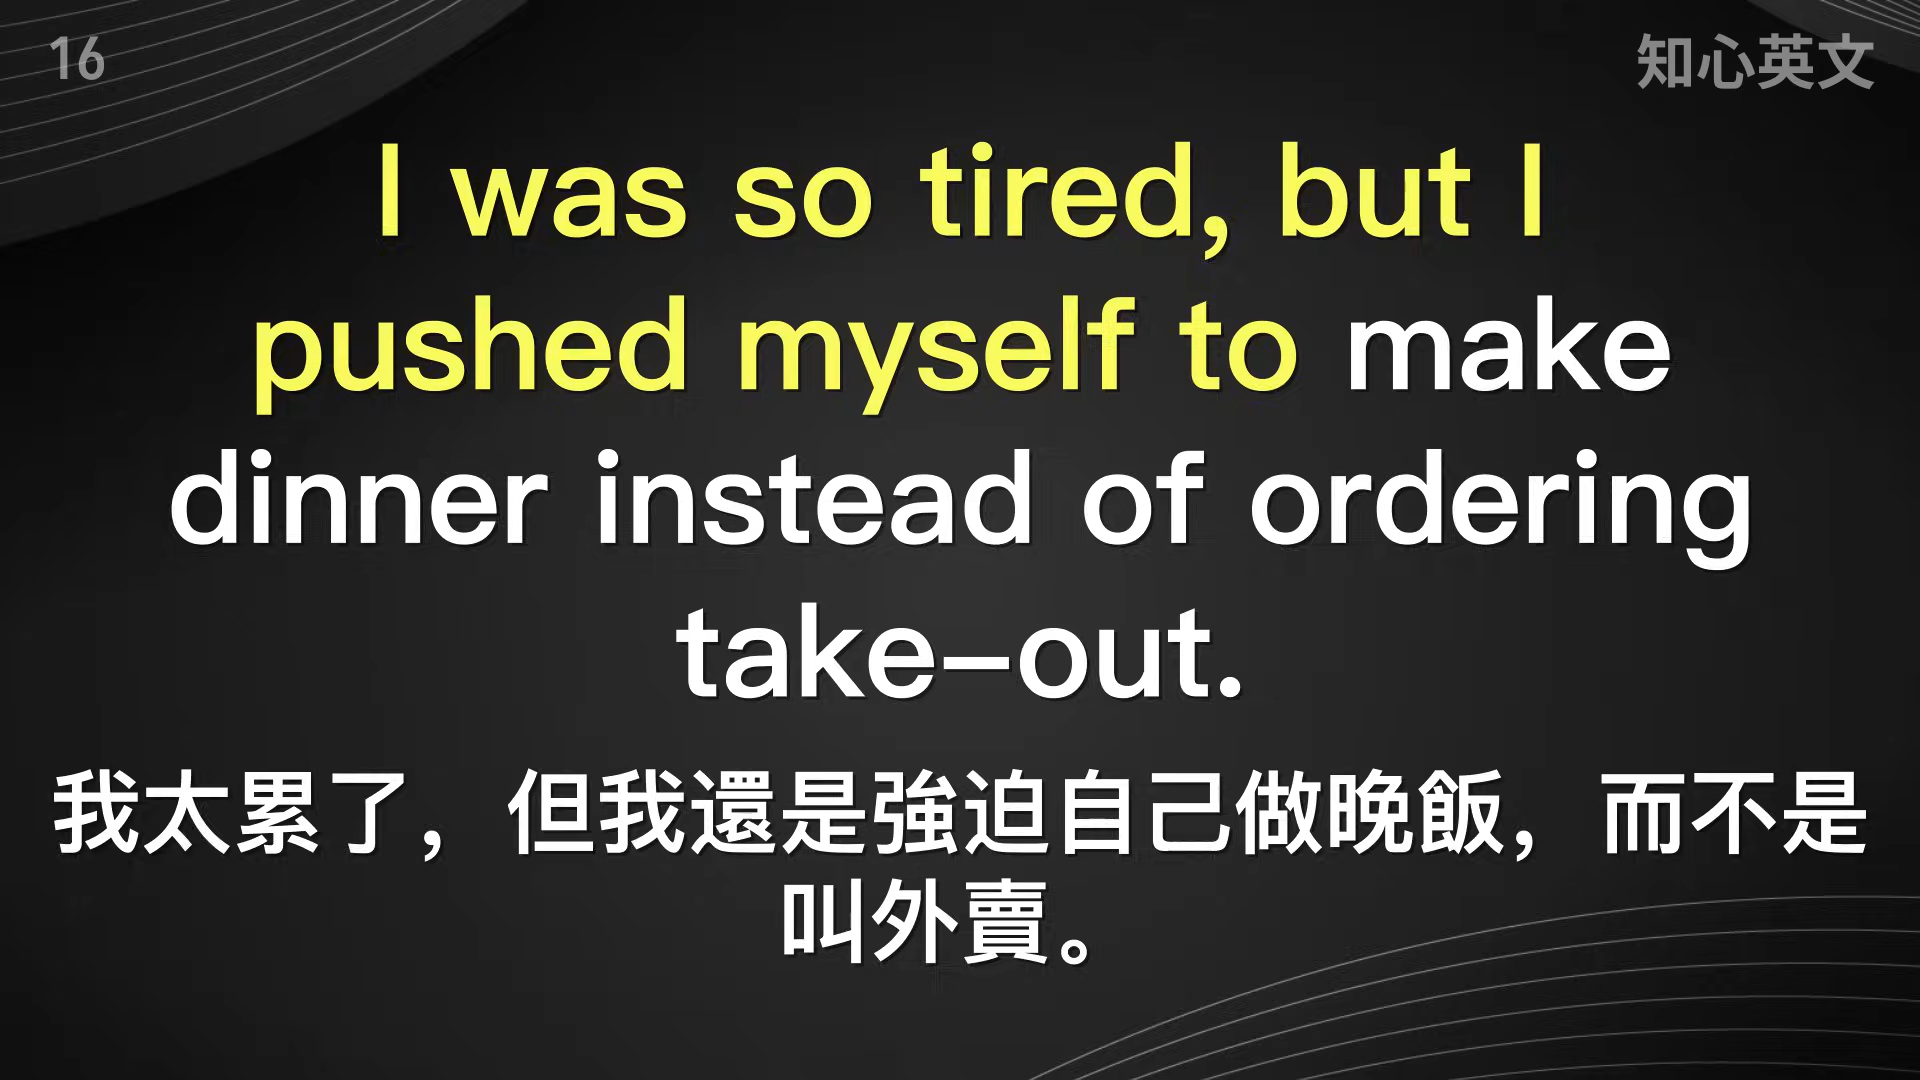 16
知心英文
I was so tired, but I
pushed myself to make
dinner instead of ordering
take-out.
我太累了，但我還是強迫自己做晚飯，而不是
叫外賣。